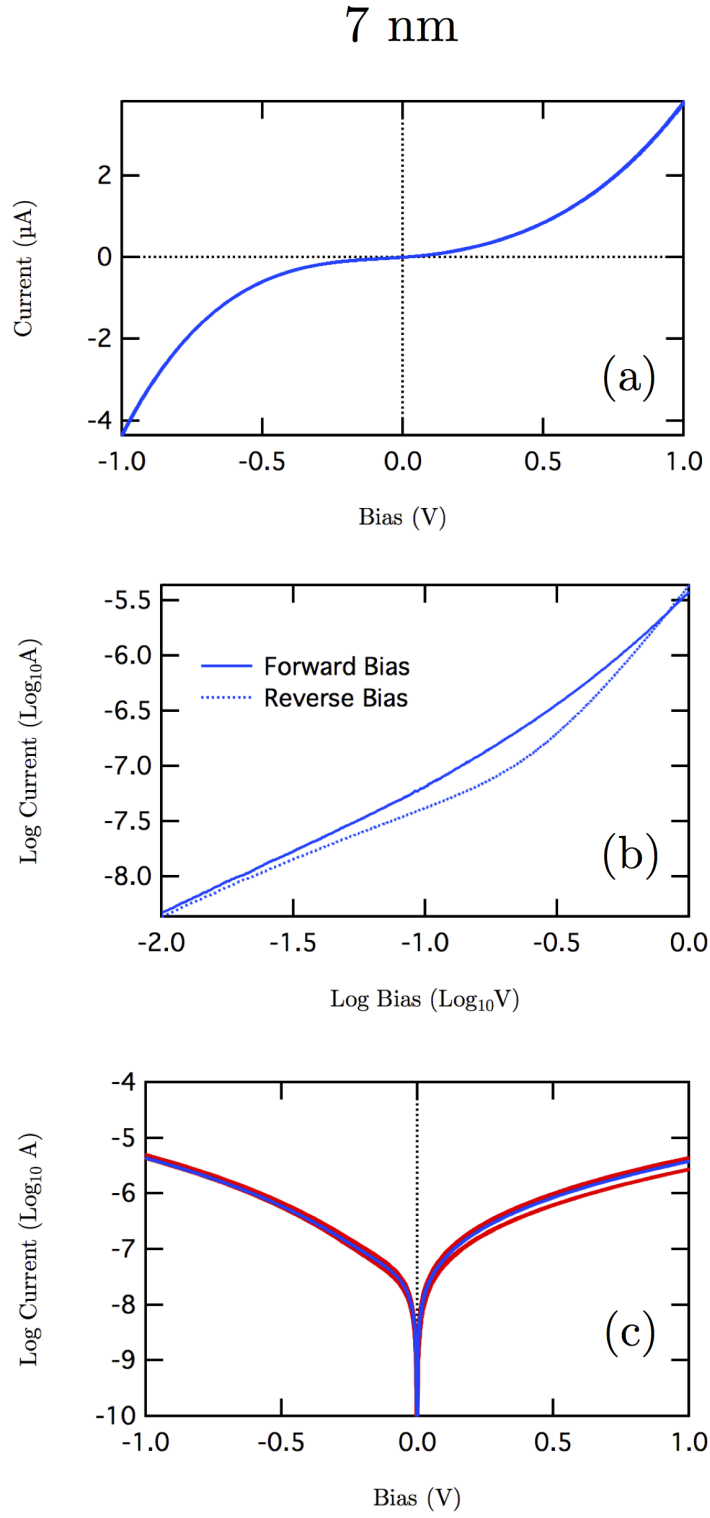 7 nm
Current (µA)
2
0
-2
-4
-1.0 -0.5 0.0 0.5 1.0
(a)
Bias (V)
Log Current (Log₁₀A)
-5.5
-6.0
-6.5
-7.0
-7.5
-8.0
Forward Bias
Reverse Bias
(b)
-2.0 -1.5 -1.0 -0.5 0.0
Log Bias (Log₁₀V)
Log Current (Log₁₀ A)
-4
-5
-6
-7
-8
-9
-10
(c)
-1.0 -0.5 0.0 0.5 1.0
Bias (V)